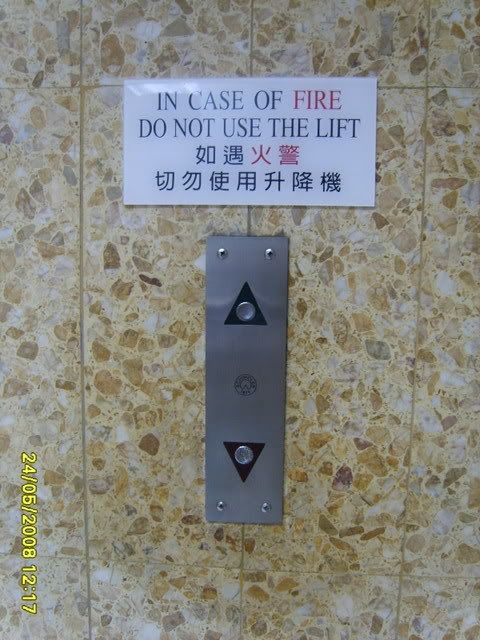 IN CASE OF FIRE
DO NOT USE THE LIFT
如遇火警
切勿使用升降機
24/05/2008 12:17